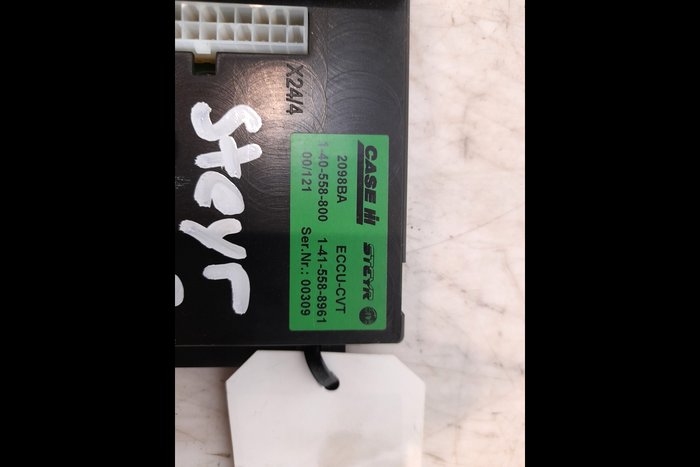 X24/4
Steyr
CASE IH STEYR
2098BA ECCU-CVT
1-40-558-800 1-41-558-8961
00/121 Ser.Nr.: 00309